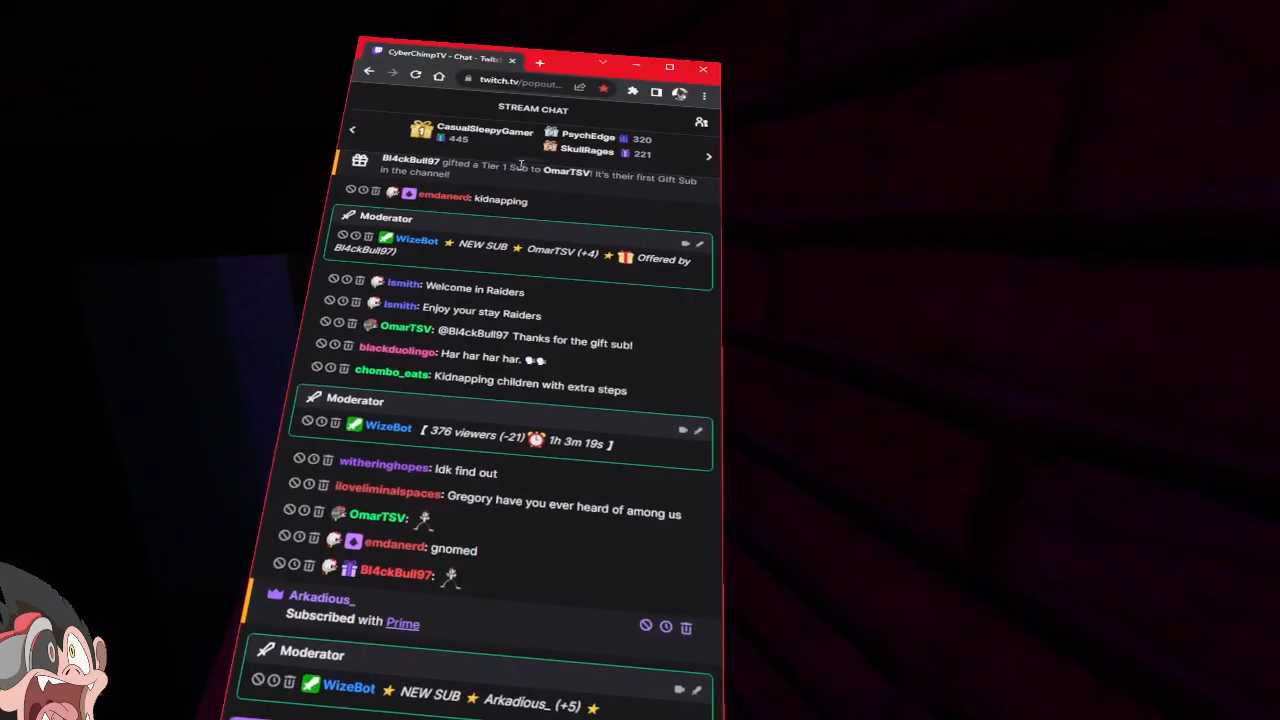 CyberChimpTV - Chat - Twitc
twitch.tv/popout...
STREAM CHAT
1 CasualSleepyGamer 445
PsychEdge 320
SkullRages 221
Bl4ckBull97 gifted a Tier 1 Sub to OmarTSV! It's their first Gift Sub
in the channel!
emdanerd: kidnapping
Moderator
WizeBot ⭐ NEW SUB ⭐ OmarTSV (+4) ⭐ 🎁 Offered by
Bl4ckBull97)
lsmith: Welcome in Raiders
lsmith: Enjoy your stay Raiders
OmarTSV: @Bl4ckBull97 Thanks for the gift sub!
blackduolingo: Har har har har. 🗣🗣
chombo_eats: Kidnapping children with extra steps
Moderator
WizeBot [ 376 viewers (-21) ⏰ 1h 3m 19s ]
witheringhopes: Idk find out
iloveliminalspaces: Gregory have you ever heard of among us
OmarTSV:
emdanerd: gnomed
Bl4ckBull97:
Arkadious_
Subscribed with Prime
Moderator
WizeBot ⭐ NEW SUB ⭐ Arkadious_ (+5) ⭐